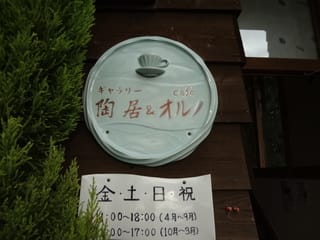 ギャラリー café
陶居&オルノ
金・土・日・祝
:00~18:00(4月~9月)
:00~17:00(10月~3月)